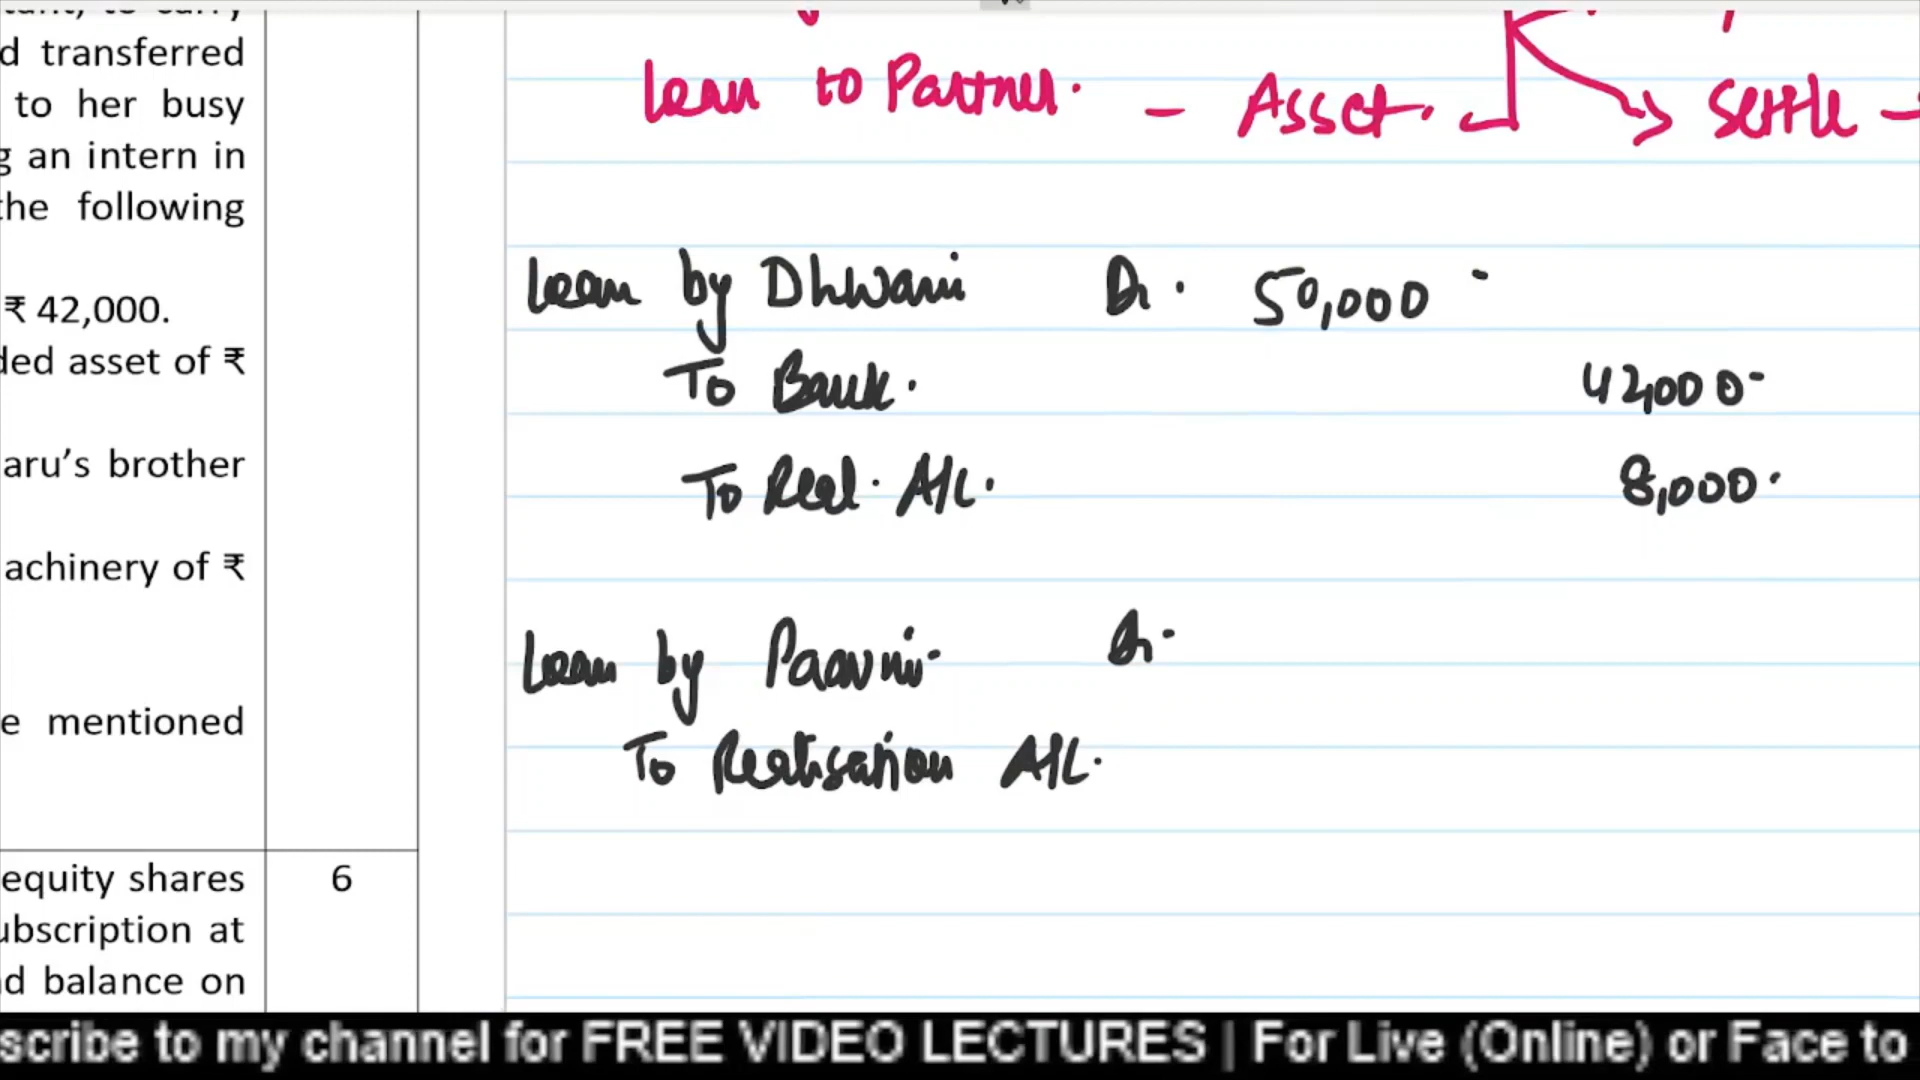 tant, to carry
d transferred
to her busy
g an intern in
the following
₹ 42,000.
ded asset of ₹
aru's brother
achinery of ₹
e mentioned
equity shares
6
ubscription at
d balance on
Loan to Partner. - Asset. Settle
Loan by Dhwani Dr. 50,000
To Bank. 42,000
To Real. A/c. 8,000
Loan by Paavni Dr.
To Realisation A/c.
scribe to my channel for FREE VIDEO LECTURES | For Live (Online) or Face to